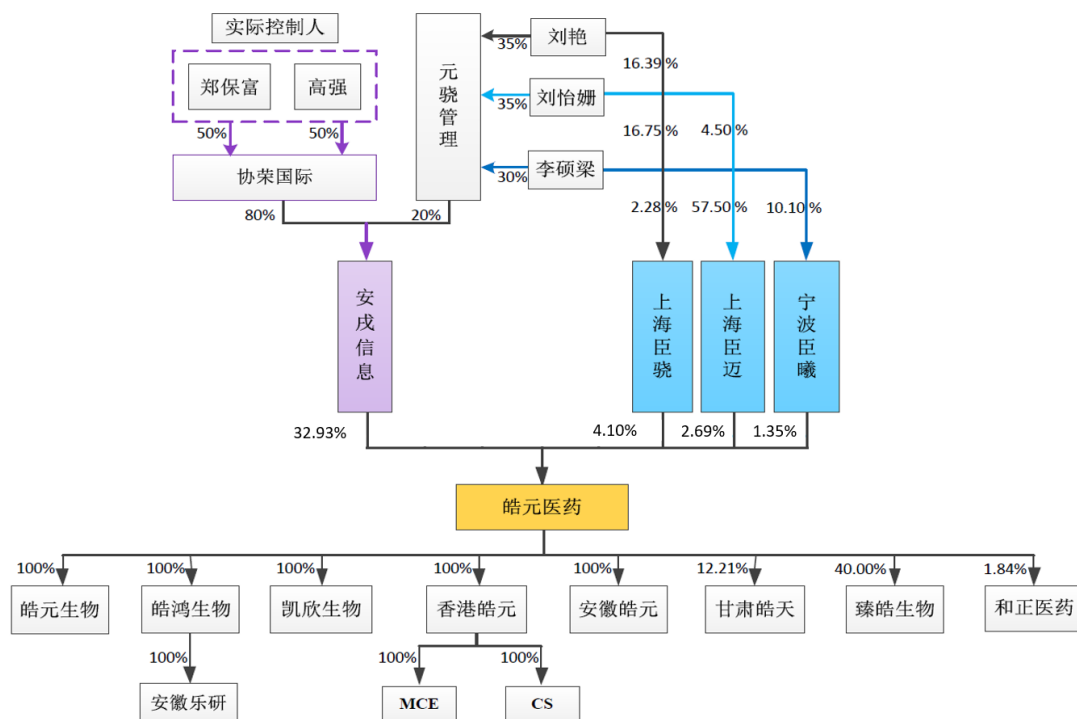 实际控制人
郑保富
高强
50%
50%
协荣国际
80%
元骁管理
20%
35%
刘艳
35%
刘怡姗
30%
李硕梁
16.39%
16.75%
4.50%
2.28%
57.50%
10.10%
安戌信息
上海臣骁
上海臣迈
宁波臣曦
32.93%
4.10%
2.69%
1.35%
皓元医药
100%
100%
100%
100%
100%
12.21%
40.00%
1.84%
皓元生物
皓鸿生物
凯欣生物
香港皓元
安徽皓元
甘肃皓天
臻皓生物
和正医药
100%
100%
100%
安徽乐研
MCE
CS